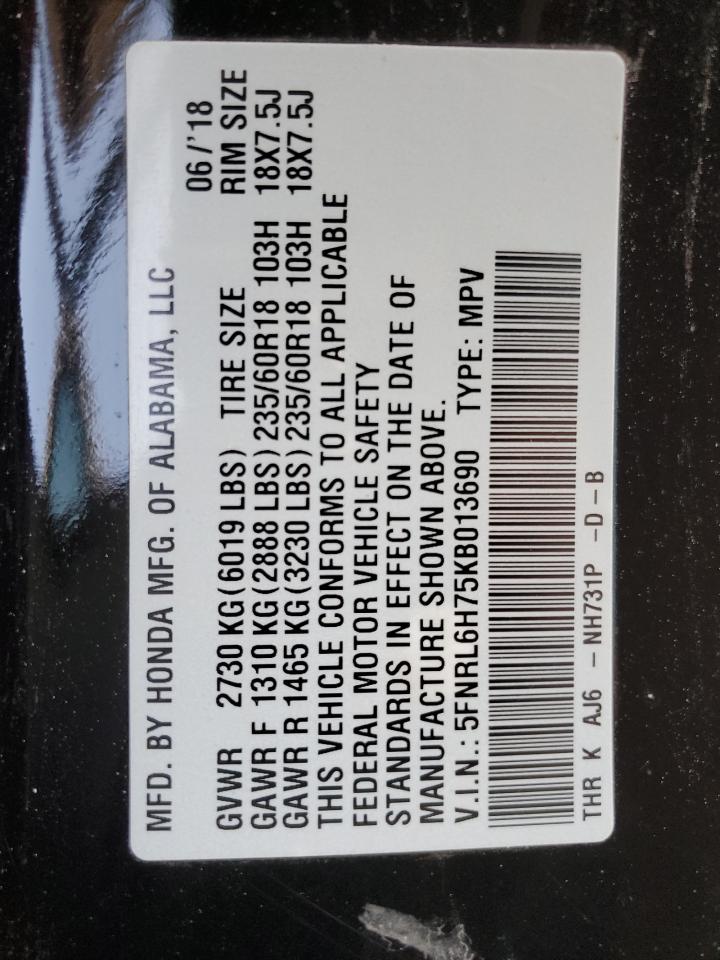 MFD. BY HONDA MFG. OF ALABAMA, LLC 06/'18
GVWR 2730 KG(6019 LBS) TIRE SIZE RIM SIZE
GAWR F 1310 KG(2888 LBS) 235/60R18 103H 18X7.5J
GAWR R 1465 KG(3230 LBS) 235/60R18 103H 18X7.5J
THIS VEHICLE CONFORMS TO ALL APPLICABLE
FEDERAL MOTOR VEHICLE SAFETY
STANDARDS IN EFFECT ON THE DATE OF
MANUFACTURE SHOWN ABOVE.
V.I.N.: 5FNRL6H75KB013690 TYPE: MPV
THR K AJ6 - NH731P -D - B